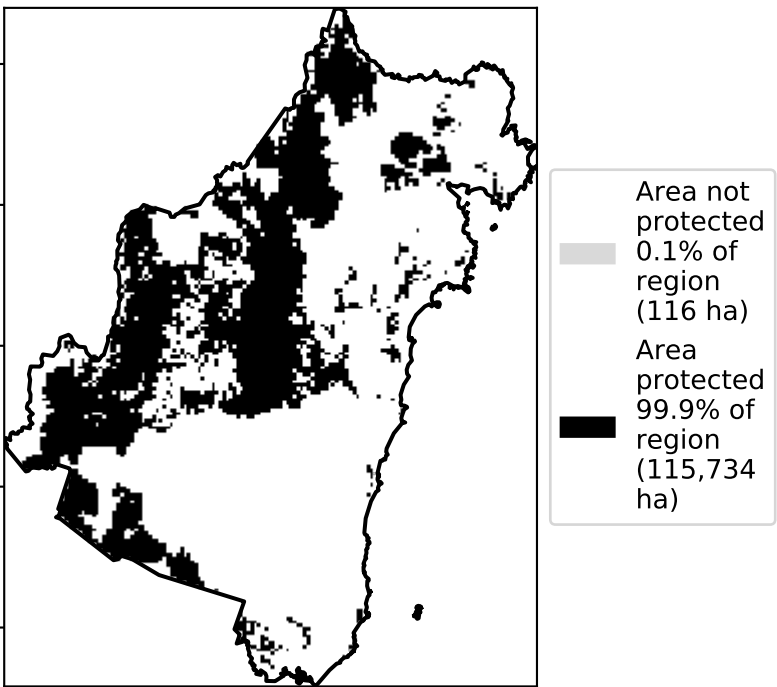 Area not
protected
0.1% of
region
(116 ha)
Area
protected
99.9% of
region
(115,734
ha)